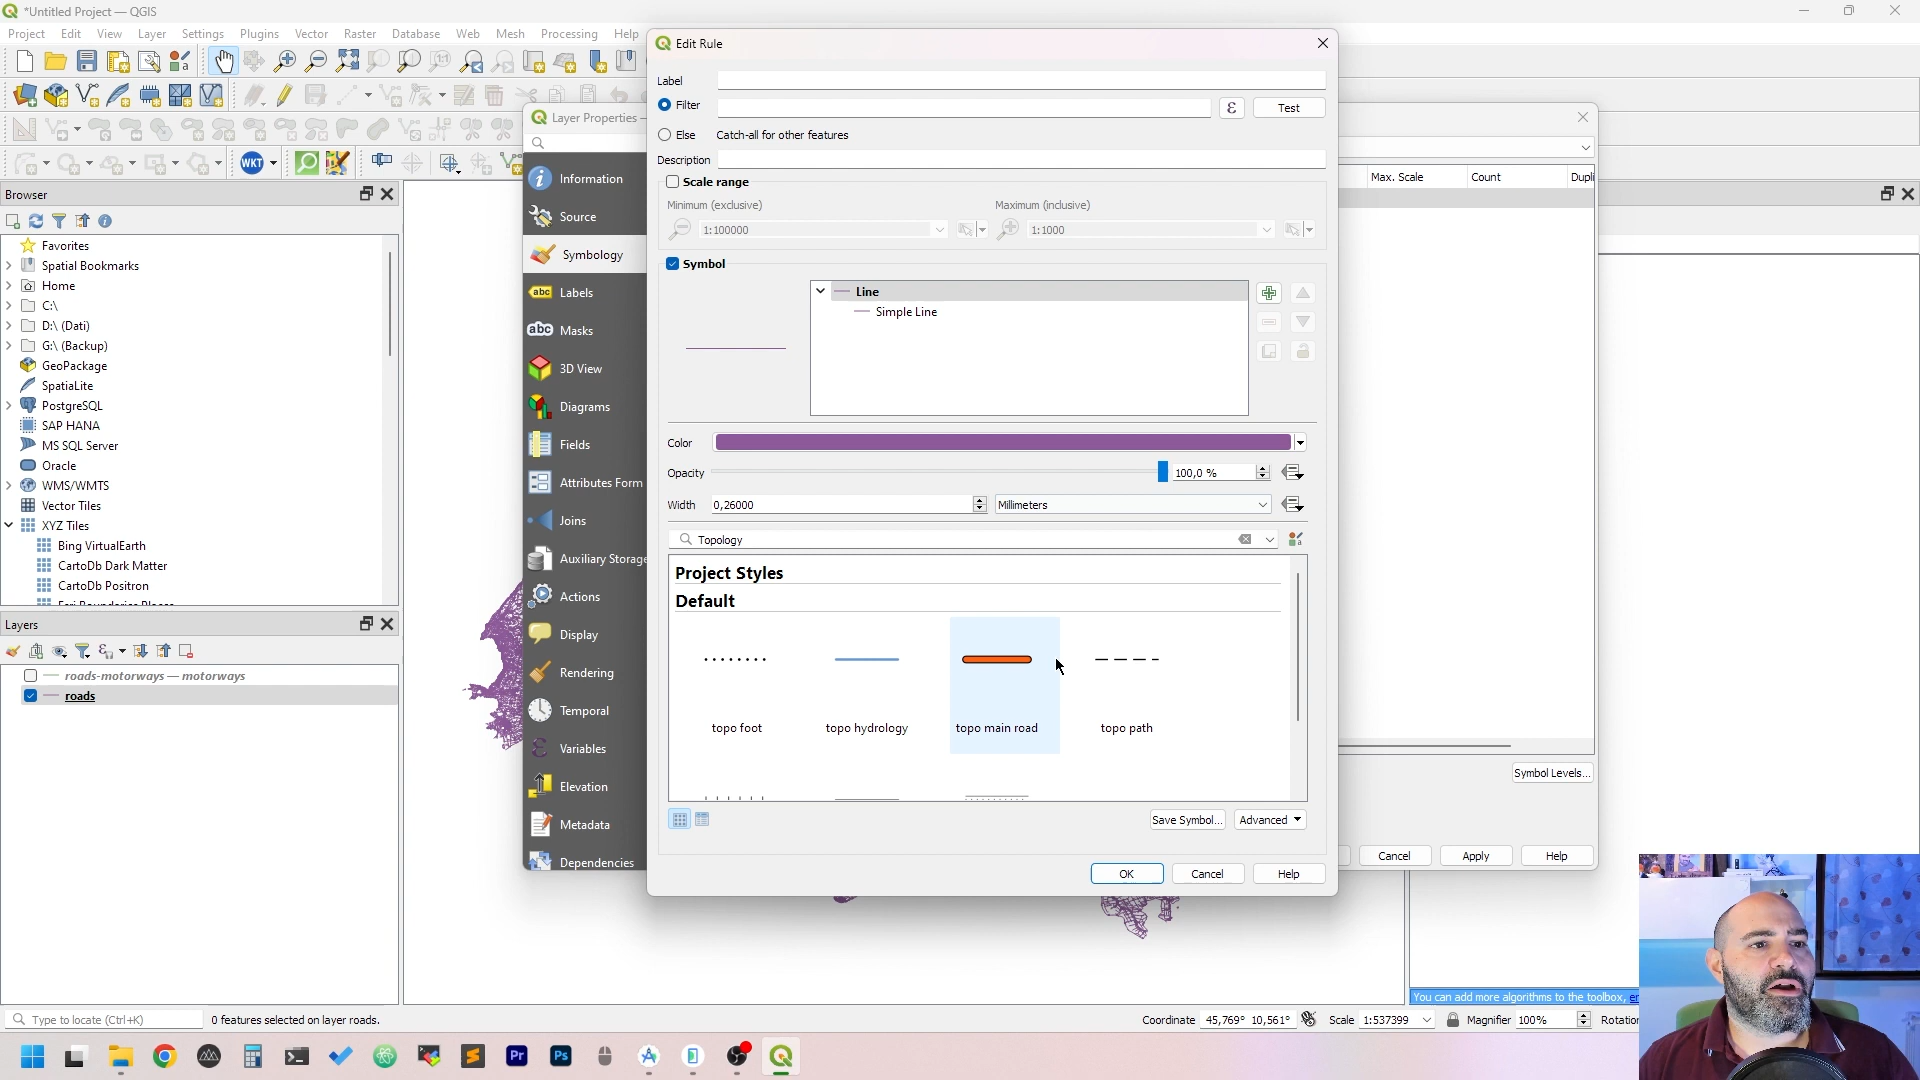 *Untitled Project — QGIS
Project Edit View Layer Settings Plugins Vector Raster Database Web Mesh Processing Help
Edit Rule
Label
Filter
ε
Test
Else
Catch-all for other features
Description
Scale range
Minimum (exclusive)
Maximum (inclusive)
1:100000
1:1000
Symbol
Line
Simple Line
Color
Opacity
100,0 %
Width
0,26000
Millimeters
Topology
Project Styles
Default
topo foot
topo hydrology
topo main road
topo path
Save Symbol...
Advanced
OK
Cancel
Help
Layer Properties —
Information
Source
Symbology
abc Labels
abc Masks
3D View
Diagrams
Fields
Attributes Form
Joins
Auxiliary Storage
Actions
Display
Rendering
Temporal
ε Variables
Elevation
Metadata
Dependencies
Max. Scale
Count
Dupli
Symbol Levels...
Cancel
Apply
Help
WKT
Browser
Favorites
Spatial Bookmarks
Home
C:\
D:\ (Dati)
G:\ (Backup)
GeoPackage
SpatiaLite
PostgreSQL
SAP HANA
MS SQL Server
Oracle
WMS/WMTS
Vector Tiles
XYZ Tiles
Bing VirtualEarth
CartoDb Dark Matter
CartoDb Positron
Layers
roads-motorways — motorways
roads
You can add more algorithms to the toolbox,
Type to locate (Ctrl+K)
0 features selected on layer roads.
Coordinate 45,769° 10,561°
Scale 1:537399
Magnifier 100%
Rotatio
Pr
Ps